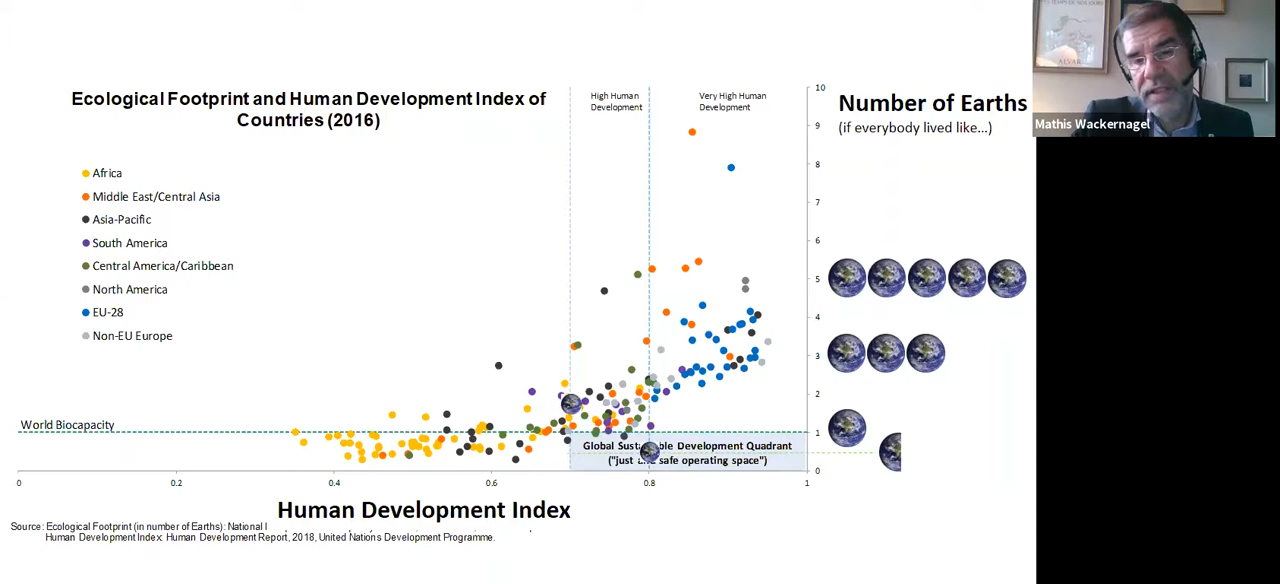 Ecological Footprint and Human Development Index of
Countries (2016)
High Human
Development
Very High Human
Development
Number of Earths
(if everybody lived like...)
Mathis Wackernagel
ALVAR
Africa
Middle East/Central Asia
Asia-Pacific
South America
Central America/Caribbean
North America
EU-28
Non-EU Europe
10
9
8
7
6
5
4
3
2
1
0
World Biocapacity
Global Sust ble Development Quadrant
("just safe operating space")
0
0.2
0.4
0.6
0.8
1
Human Development Index
Source: Ecological Footprint (in number of Earths): National
Human Development Index: Human Development Report, 2018, United Nations Development Programme.